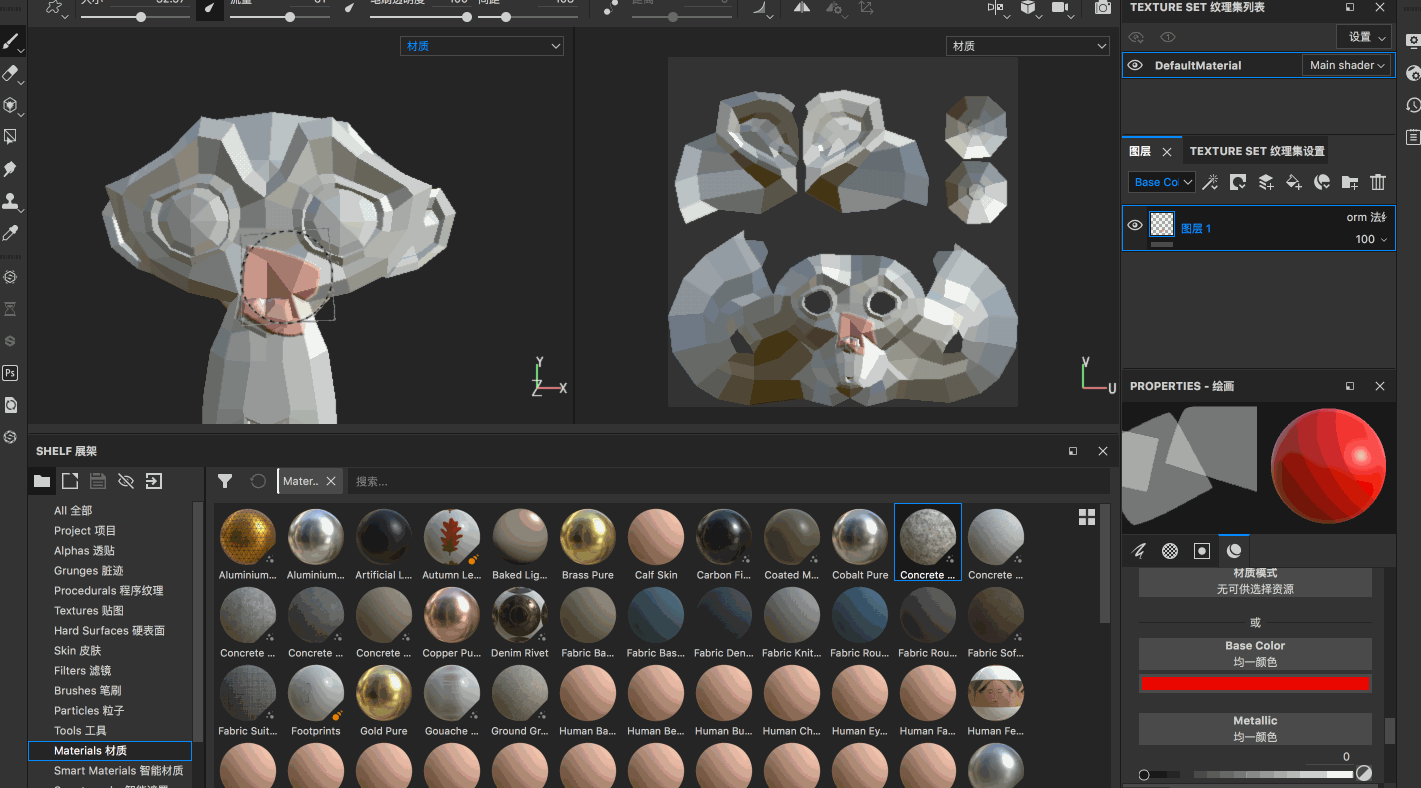 大小
流量
笔刷透明度 100 间距
距离
TEXTURE SET 纹理集列表
材质
材质
设置
DefaultMaterial
Main shader
图层
TEXTURE SET 纹理集设置
Base Co
orm 法
图层 1
100
Y
Z X
V
U
Ps
PROPERTIES - 绘画
SHELF 展架
Mater..
搜索...
All 全部
Project 项目
Alphas 透贴
Grunges 脏迹
Procedurals 程序纹理
Textures 贴图
Hard Surfaces 硬表面
Skin 皮肤
Filters 滤镜
Brushes 笔刷
Particles 粒子
Tools 工具
Materials 材质
Smart Materials 智能材质
Aluminium... Aluminium... Artificial L... Autumn Le... Baked Lig... Brass Pure Calf Skin Carbon Fi... Coated M... Cobalt Pure Concrete ... Concrete ...
Concrete ... Concrete ... Concrete ... Copper Pu... Denim Rivet Fabric Ba... Fabric Bas... Fabric Den... Fabric Knit... Fabric Rou... Fabric Rou... Fabric Sof...
Fabric Suit... Footprints Gold Pure Gouache ... Ground Gr... Human Ba... Human Be... Human Bu... Human Ch... Human Ey... Human Fa... Human Fe...
材质模式
无可供选择资源
或
Base Color
均一颜色
Metallic
均一颜色
0